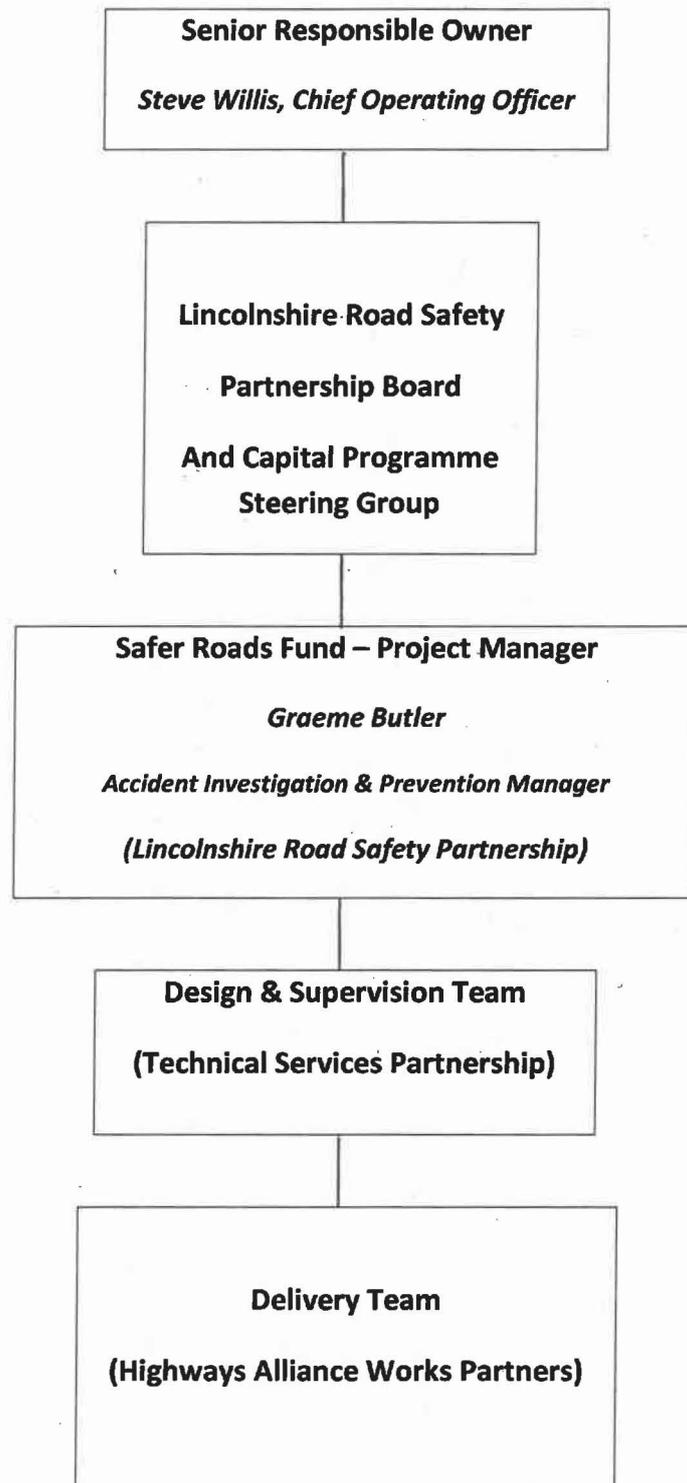 Senior Responsible Owner
Steve Willis, Chief Operating Officer
Lincolnshire Road Safety
Partnership Board
And Capital Programme
Steering Group
Safer Roads Fund – Project Manager
Graeme Butler
Accident Investigation & Prevention Manager
(Lincolnshire Road Safety Partnership)
Design & Supervision Team
(Technical Services Partnership)
Delivery Team
(Highways Alliance Works Partners)